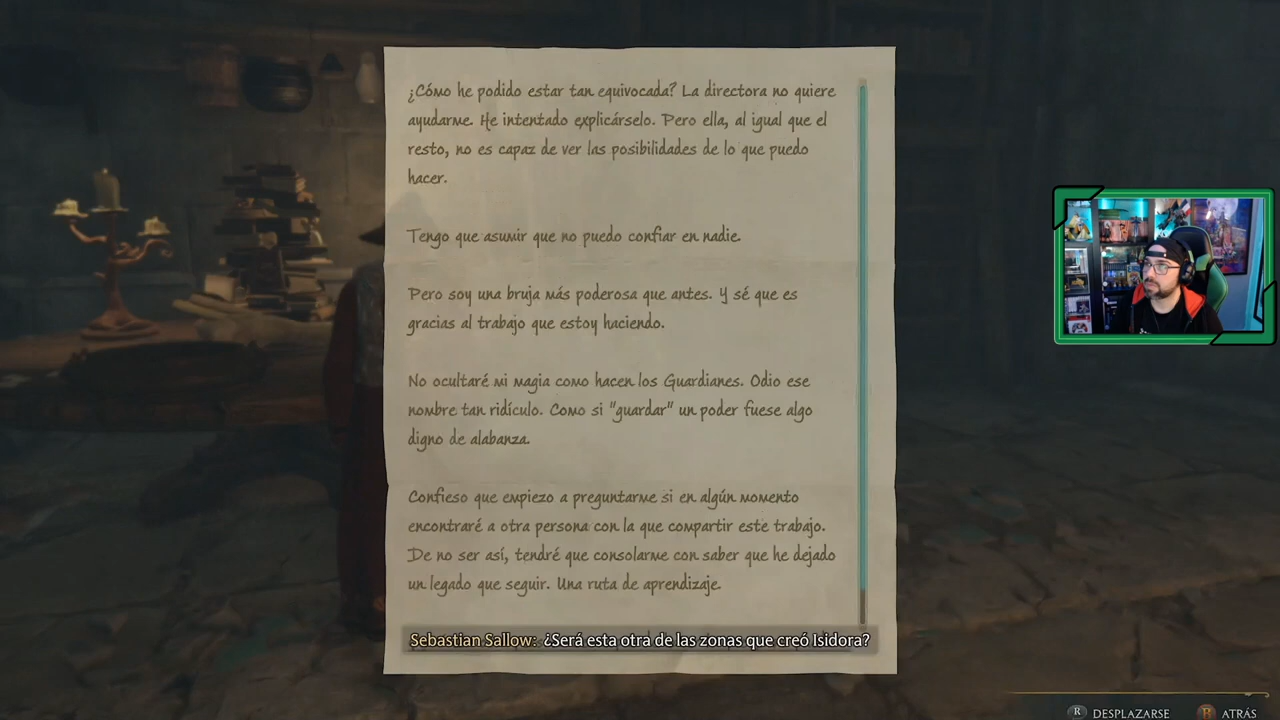 ¿Cómo he podido estar tan equivocada? La directora no quiere
ayudarme. He intentado explicárselo. Pero ella, al igual que el
resto, no es capaz de ver las posibilidades de lo que puedo
hacer.
Tengo que asumir que no puedo confiar en nadie.
Pero soy una bruja más poderosa que antes. Y sé que es
gracias al trabajo que estoy haciendo.
No ocultaré mi magia como hacen los Guardianes. Odio ese
nombre tan ridículo. Como si "guardar" un poder fuese algo
digno de alabanza.
Confieso que empiezo a preguntarme si en algún momento
encontraré a otra persona con la que compartir este trabajo.
De no ser así, tendré que consolarme con saber que he dejado
un legado que seguir. Una ruta de aprendizaje.
Sebastian Sallow: ¿Será esta otra de las zonas que creó Isidora?
R DESPLAZARSE B ATRÁS